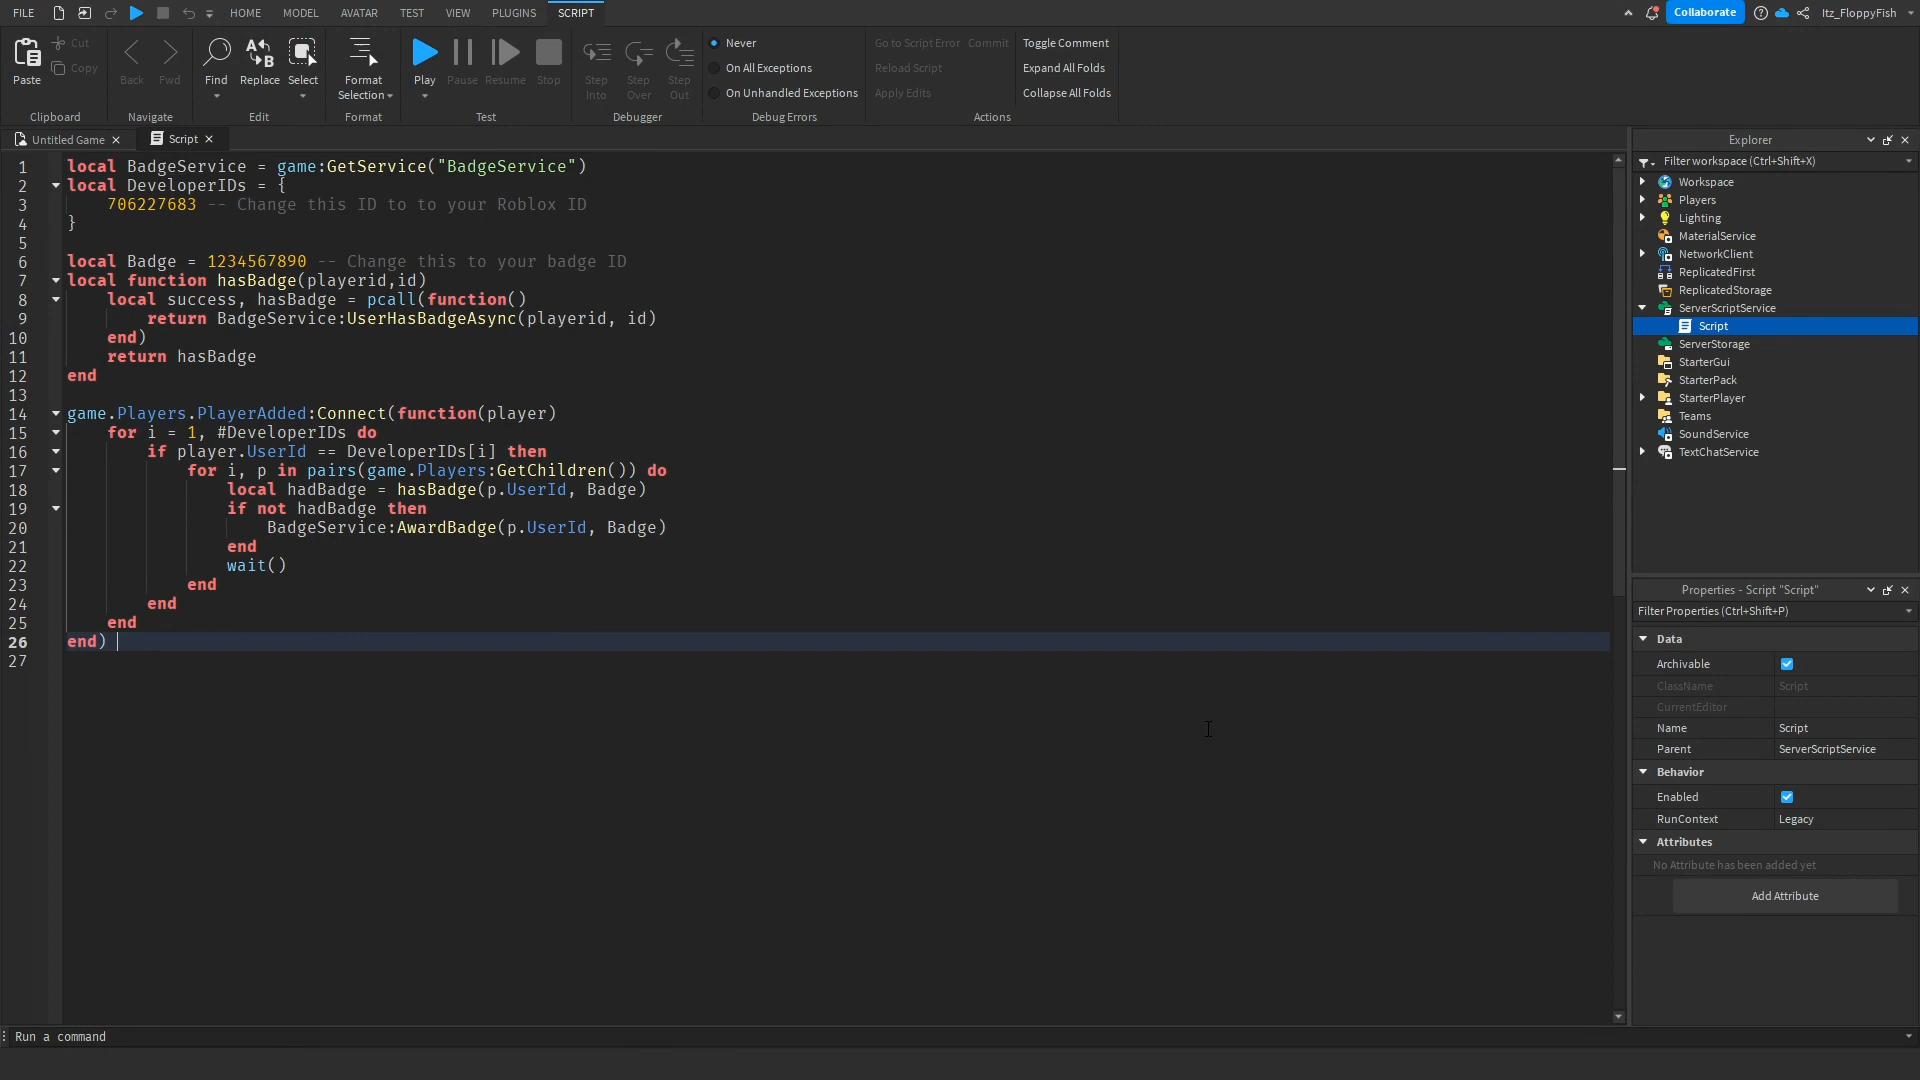 FILE HOME MODEL AVATAR TEST VIEW PLUGINS SCRIPT Collaborate Itz_FloppyFish
Paste Cut Copy
Clipboard
Back Fwd
Navigate
Find Replace Select
Edit
Format Selection
Format
Play Pause Resume Stop
Test
Step Into Step Over Step Out
Debugger
Never
On All Exceptions
On Unhandled Exceptions
Debug Errors
Go to Script Error Commit Toggle Comment
Reload Script Expand All Folds
Apply Edits Collapse All Folds
Actions
Untitled Game Script
1 local BadgeService = game:GetService("BadgeService")
2 local DeveloperIDs = {
3 706227683 -- Change this ID to to your Roblox ID
4 }
5
6 local Badge = 1234567890 -- Change this to your badge ID
7 local function hasBadge(playerid,id)
8 local success, hasBadge = pcall(function()
9 return BadgeService:UserHasBadgeAsync(playerid, id)
10 end)
11 return hasBadge
12 end
13
14 game.Players.PlayerAdded:Connect(function(player)
15 for i = 1, #DeveloperIDs do
16 if player.UserId == DeveloperIDs[i] then
17 for i, p in pairs(game.Players:GetChildren()) do
18 local hadBadge = hasBadge(p.UserId, Badge)
19 if not hadBadge then
20 BadgeService:AwardBadge(p.UserId, Badge)
21 end
22 wait()
23 end
24 end
25 end
26 end)
27
Explorer
Filter workspace (Ctrl+Shift+X)
Workspace
Players
Lighting
MaterialService
NetworkClient
ReplicatedFirst
ReplicatedStorage
ServerScriptService
Script
ServerStorage
StarterGui
StarterPack
StarterPlayer
Teams
SoundService
TextChatService
Properties - Script "Script"
Filter Properties (Ctrl+Shift+P)
Data
Archivable
ClassName Script
CurrentEditor
Name Script
Parent ServerScriptService
Behavior
Enabled
RunContext Legacy
Attributes
No Attribute has been added yet
Add Attribute
Run a command